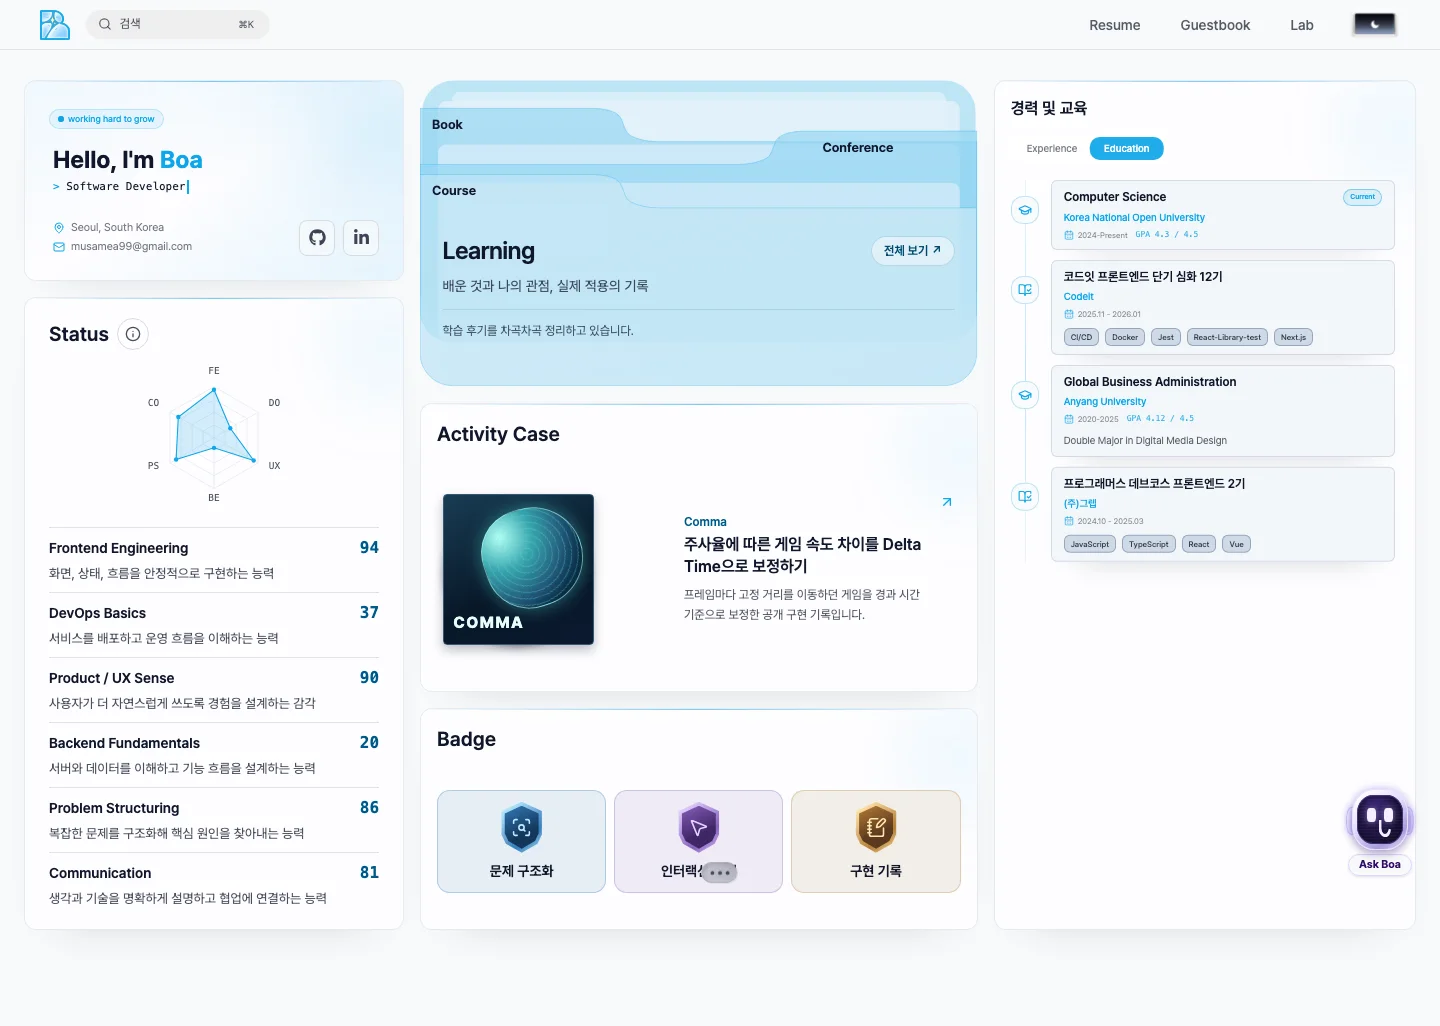 검색 ⌘K
Resume Guestbook Lab
working hard to grow
Hello, I'm Boa
> Software Developer
Seoul, South Korea
musamea99@gmail.com
Status
FE
CO DO
PS UX
BE
Frontend Engineering 94
화면, 상태, 흐름을 안정적으로 구현하는 능력
DevOps Basics 37
서비스를 배포하고 운영 흐름을 이해하는 능력
Product / UX Sense 90
사용자가 더 자연스럽게 쓰도록 경험을 설계하는 감각
Backend Fundamentals 20
서버와 데이터를 이해하고 기능 흐름을 설계하는 능력
Problem Structuring 86
복잡한 문제를 구조화해 핵심 원인을 찾아내는 능력
Communication 81
생각과 기술을 명확하게 설명하고 협업에 연결하는 능력
Book
Conference
Course
Learning 전체 보기
배운 것과 나의 관점, 실제 적용의 기록
학습 후기를 차곡차곡 정리하고 있습니다.
Activity Case
COMMA
Comma
주사율에 따른 게임 속도 차이를 Delta
Time으로 보정하기
프레임마다 고정 거리를 이동하던 게임을 경과 시간
기준으로 보정한 공개 구현 기록입니다.
Badge
문제 구조화
구현 기록
경력 및 교육
Experience Education
Computer Science Current
Korea National Open University
2024-Present GPA 4.3 / 4.5
코드잇 프론트엔드 단기 심화 12기
Codeit
2025.11 - 2026.01
CI/CD Docker Jest React-Library-test Next.js
Global Business Administration
Anyang University
2020-2025 GPA 4.12 / 4.5
Double Major in Digital Media Design
프로그래머스 데브코스 프론트엔드 2기
(주)그렙
2024.10 - 2025.03
JavaScript TypeScript React Vue
Ask Boa